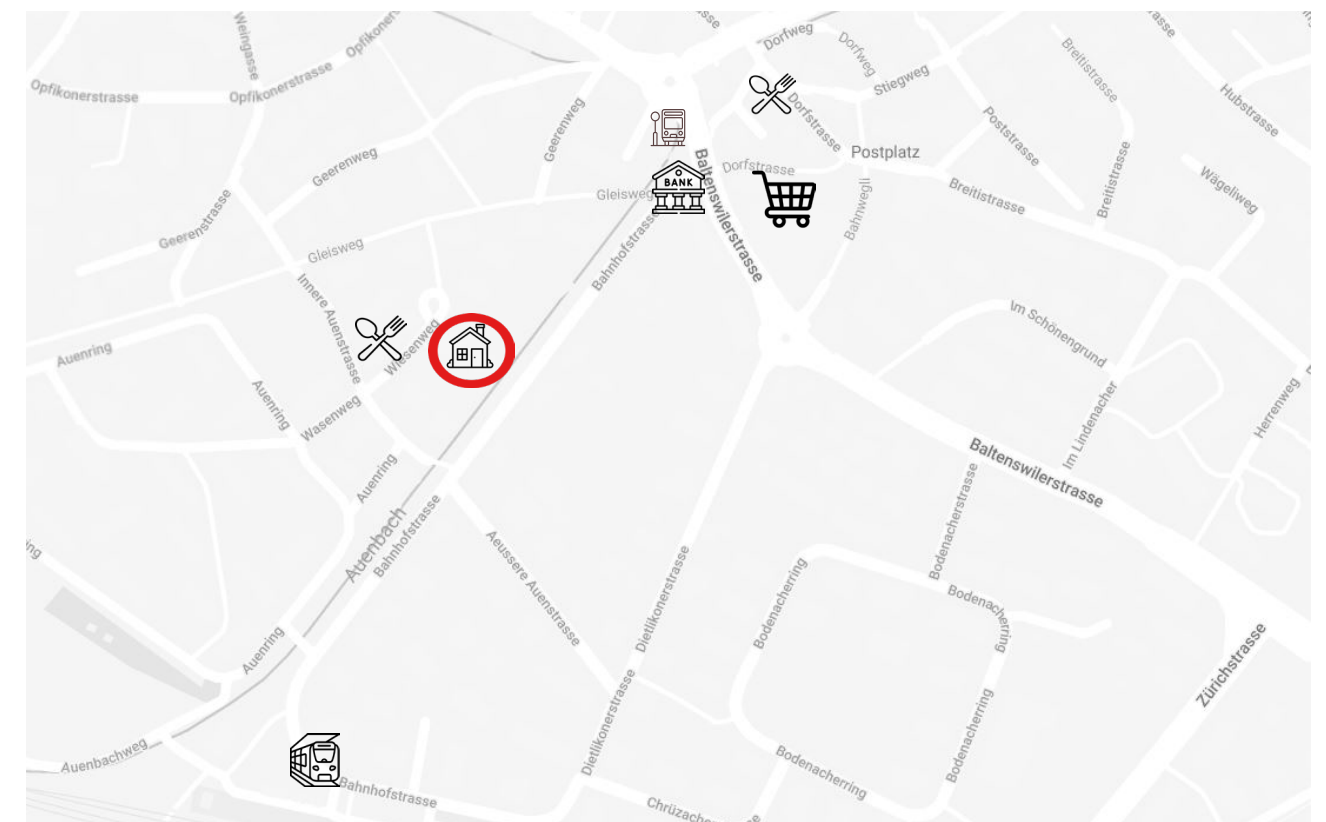 Weingasse
Opfikonerstrasse
Opfikonerstrasse
Dorfweg
Dorfweg
Stiegweg
Breitistrasse
Hubstrasse
Geerenweg
Geerenweg
Dorfstrasse
Poststrasse
Postplatz
BANK
Dorfstrasse
Baltenswilerstrasse
Gleisweg
Breitistrasse
Breitistrasse
Wägeliweg
Bahnwegli
Geerenstrasse
Gleisweg
Bahnhofstrasse
Innere Auenstrasse
Im Schönengrund
Auenring
Wiesenweg
Auenring
Wasenweg
Im Lindenacher
Herrenweg
Baltenswilerstrasse
Auenring
Auenbach
Bahnhofstrasse
Aeussere Auenstrasse
Bodenacherstrasse
Dietlikonerstrasse
Bodenacherring
Bodenacherring
Auenring
Zürichstrasse
Dietlikonerstrasse
Bodenacherring
Auenbachweg
Bodenacherring
Bahnhofstrasse